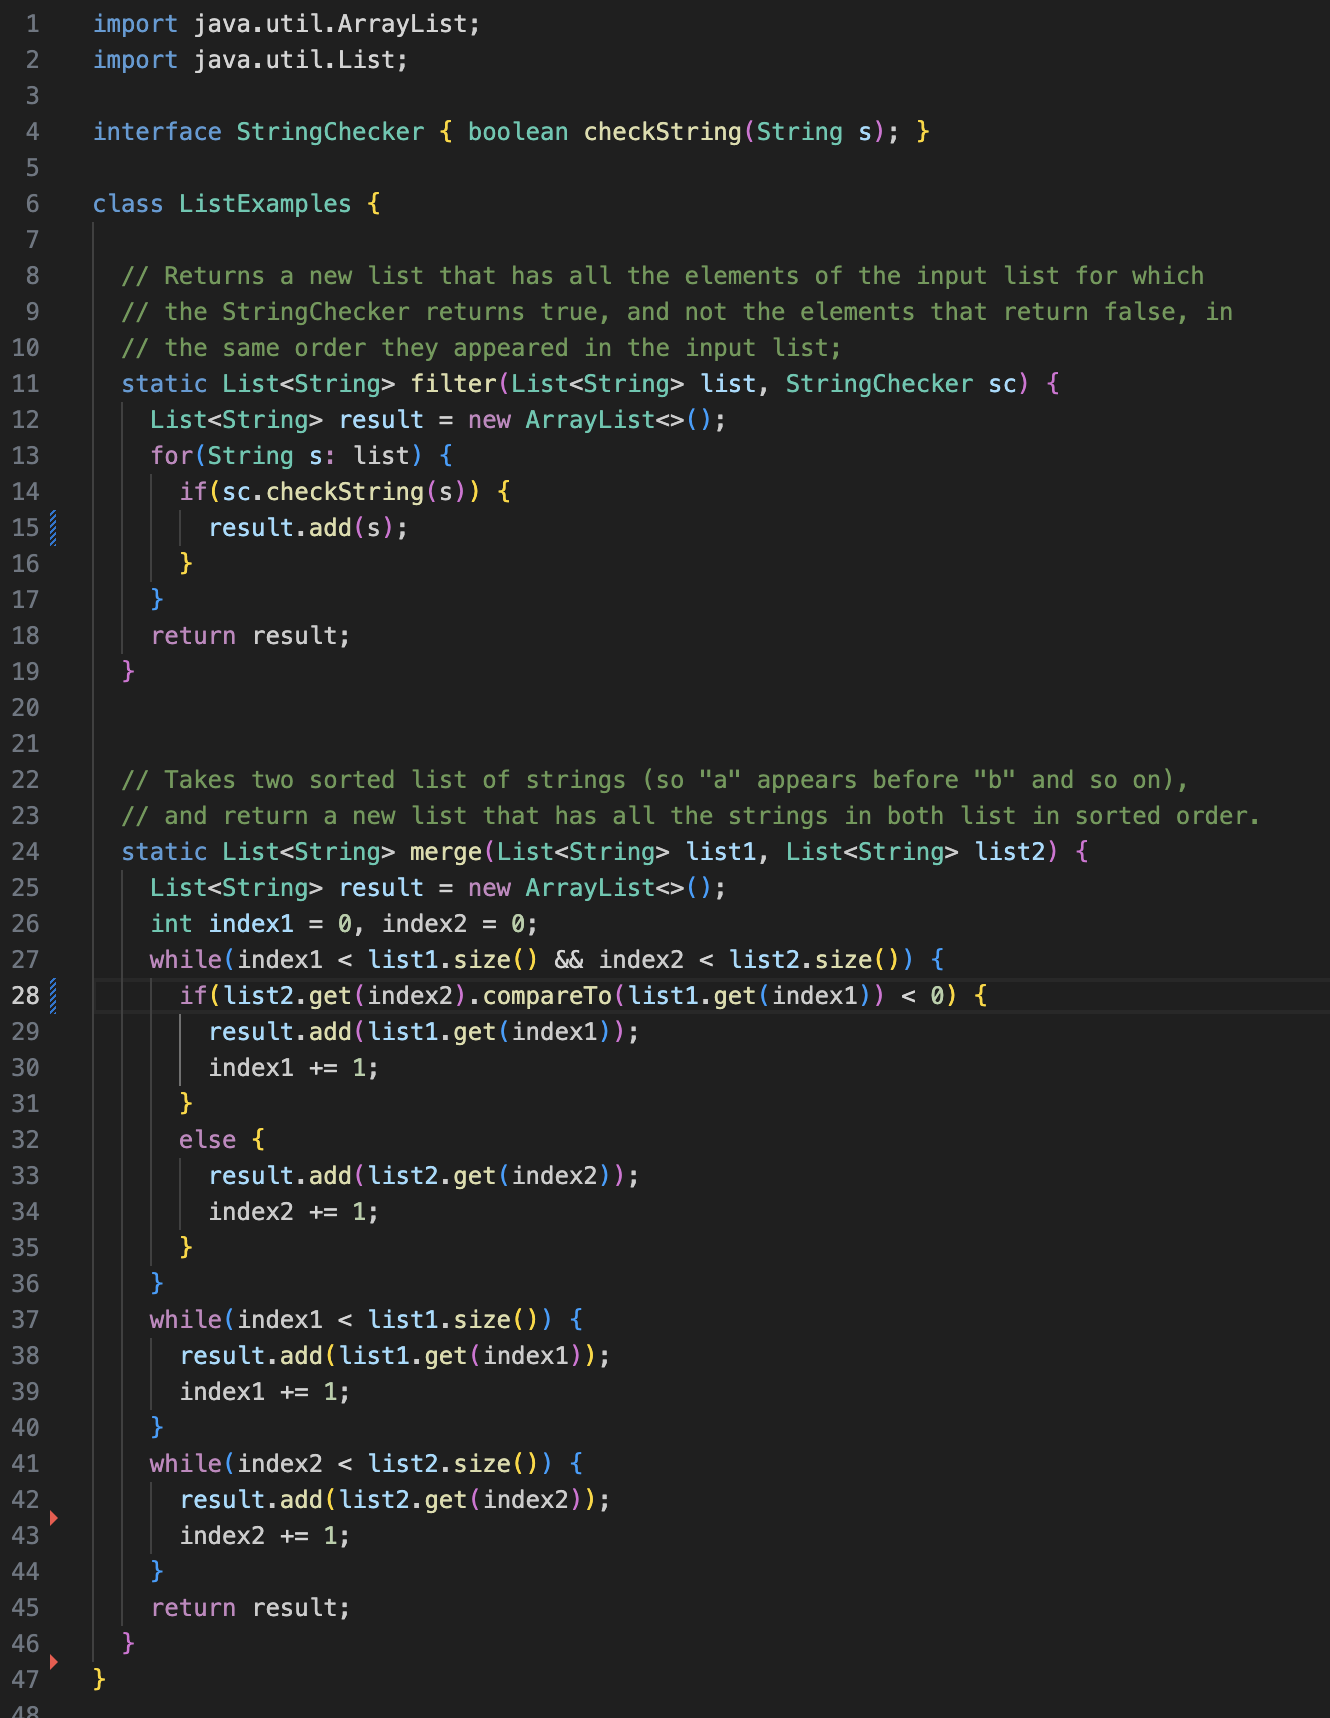 1 import java.util.ArrayList;
2 import java.util.List;
3
4 interface StringChecker { boolean checkString(String s); }
5
6 class ListExamples {
7
8 // Returns a new list that has all the elements of the input list for which
9 // the StringChecker returns true, and not the elements that return false, in
10 // the same order they appeared in the input list;
11 static List<String> filter(List<String> list, StringChecker sc) {
12 List<String> result = new ArrayList<>();
13 for(String s: list) {
14 if(sc.checkString(s)) {
15 result.add(s);
16 }
17 }
18 return result;
19 }
20
21
22 // Takes two sorted list of strings (so "a" appears before "b" and so on),
23 // and return a new list that has all the strings in both list in sorted order.
24 static List<String> merge(List<String> list1, List<String> list2) {
25 List<String> result = new ArrayList<>();
26 int index1 = 0, index2 = 0;
27 while(index1 < list1.size() && index2 < list2.size()) {
28 if(list2.get(index2).compareTo(list1.get(index1)) < 0) {
29 result.add(list1.get(index1));
30 index1 += 1;
31 }
32 else {
33 result.add(list2.get(index2));
34 index2 += 1;
35 }
36 }
37 while(index1 < list1.size()) {
38 result.add(list1.get(index1));
39 index1 += 1;
40 }
41 while(index2 < list2.size()) {
42 result.add(list2.get(index2));
43 index2 += 1;
44 }
45 return result;
46 }
47 }
48